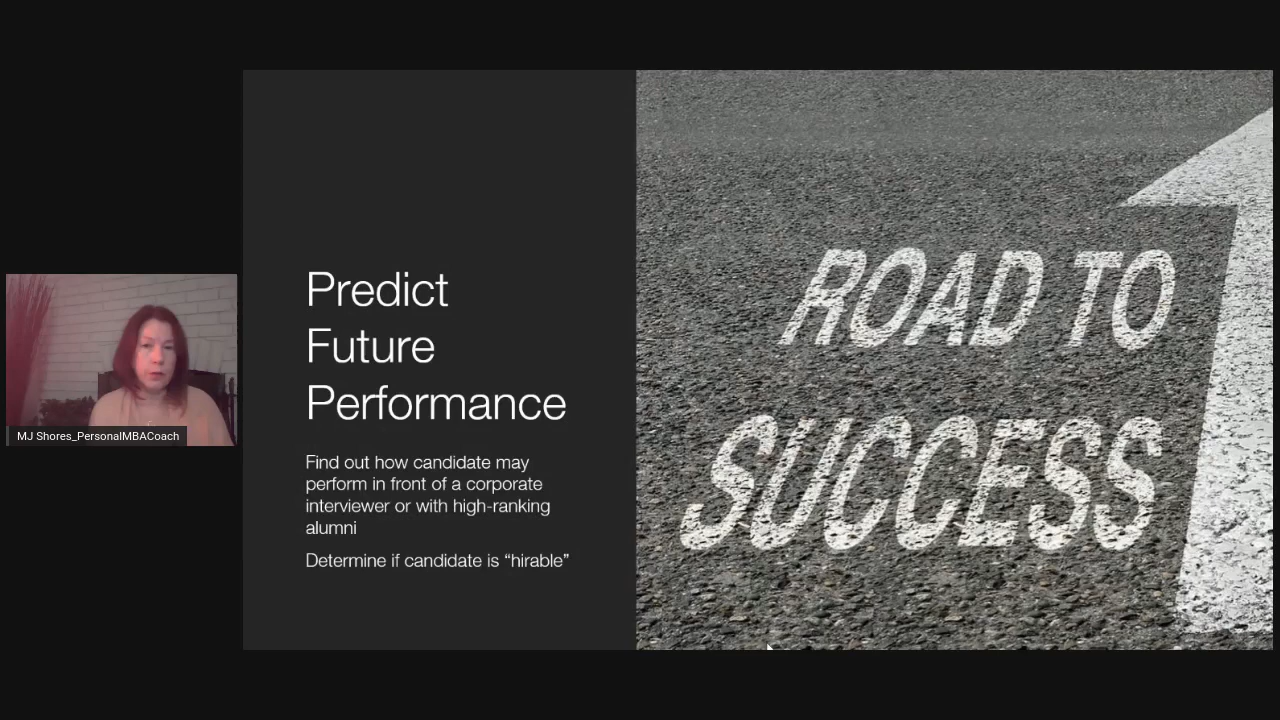 MJ Shores_PersonalMBACoach
Predict
Future
Performance
Find out how candidate may
perform in front of a corporate
interviewer or with high-ranking
alumni
Determine if candidate is “hirable”
ROAD TO
SUCCESS